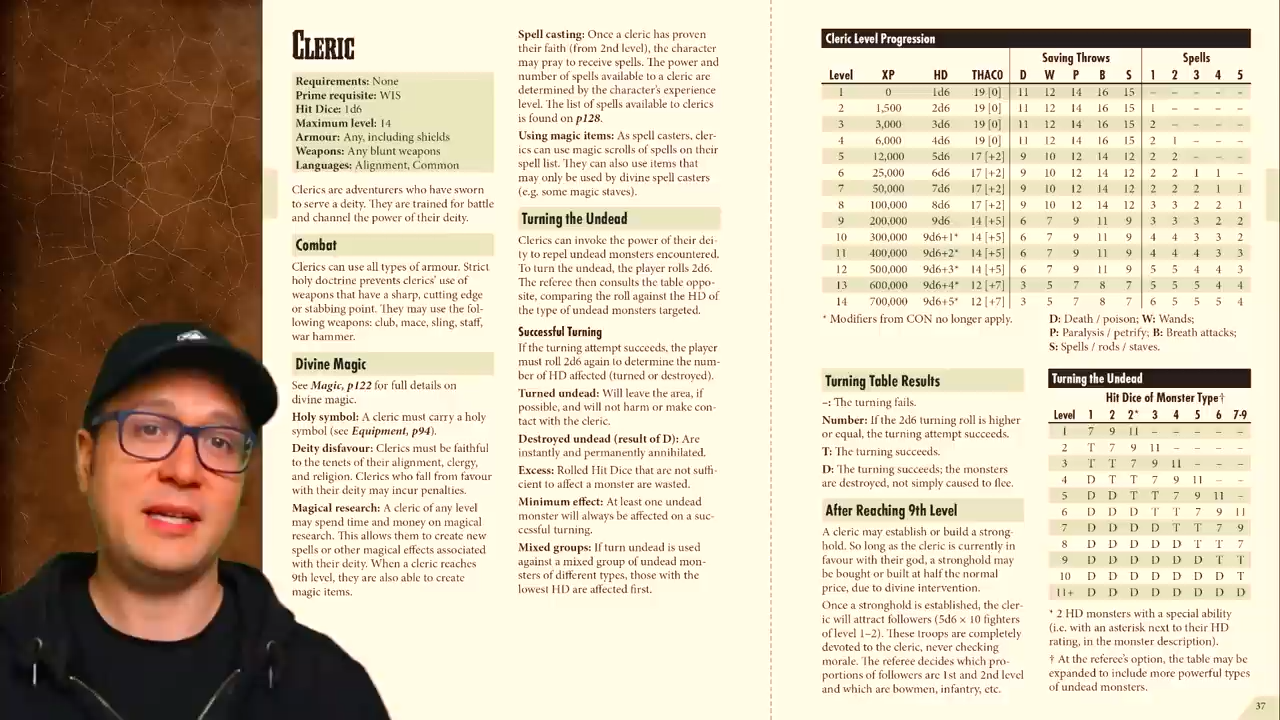 CLERIC
Requirements: None
Prime requisite: WIS
Hit Dice: 1d6
Maximum level: 14
Armour: Any, including shields
Weapons: Any blunt weapons
Languages: Alignment, Common
Clerics are adventurers who have sworn
to serve a deity. They are trained for battle
and channel the power of their deity.
Combat
Clerics can use all types of armour. Strict
holy doctrine prevents clerics' use of
weapons that have a sharp, cutting edge
or stabbing point. They may use the fol-
lowing weapons: club, mace, sling, staff,
war hammer.
Divine Magic
See Magic, p122 for full details on
divine magic.
Holy symbol: A cleric must carry a holy
symbol (see Equipment, p94).
Deity disfavour: Clerics must be faithful
to the tenets of their alignment, clergy,
and religion. Clerics who fall from favour
with their deity may incur penalties.
Magical research: A cleric of any level
may spend time and money on magical
research. This allows them to create new
spells or other magical effects associated
with their deity. When a cleric reaches
9th level, they are also able to create
magic items.
Spell casting: Once a cleric has proven
their faith (from 2nd level), the character
may pray to receive spells. The power and
number of spells available to a cleric are
determined by the character's experience
level. The list of spells available to clerics
is found on p128.
Using magic items: As spell casters, cler-
ics can use magic scrolls of spells on their
spell list. They can also use items that
may only be used by divine spell casters
(e.g. some magic staves).
Turning the Undead
Clerics can invoke the power of their dei-
ty to repel undead monsters encountered.
To turn the undead, the player rolls 2d6.
The referee then consults the table oppo-
site, comparing the roll against the HD of
the type of undead monsters targeted.
Successful Turning
If the turning attempt succeeds, the player
must roll 2d6 again to determine the num-
ber of HD affected (turned or destroyed).
Turned undead: Will leave the area, if
possible, and will not harm or make con-
tact with the cleric.
Destroyed undead (result of D): Are
instantly and permanently annihilated.
Excess: Rolled Hit Dice that are not suffi-
cient to affect a monster are wasted.
Minimum effect: At least one undead
monster will always be affected on a suc-
cessful turning.
Mixed groups: If turn undead is used
against a mixed group of undead mon-
sters of different types, those with the
lowest HD are affected first.
Cleric Level Progression
Saving Throws Spells
Level XP HD THAC0 D W P B S 1 2 3 4 5
1 0 1d6 19 [0] 11 12 14 16 15 – – – – –
2 1,500 2d6 19 [0] 11 12 14 16 15 1 – – – –
3 3,000 3d6 19 [0] 11 12 14 16 15 2 – – – –
4 6,000 4d6 19 [0] 11 12 14 16 15 2 1 – – –
5 12,000 5d6 17 [+2] 9 10 12 14 12 2 2 – – –
6 25,000 6d6 17 [+2] 9 10 12 14 12 2 2 1 1 –
7 50,000 7d6 17 [+2] 9 10 12 14 12 2 2 2 1 1
8 100,000 8d6 17 [+2] 9 10 12 14 12 3 3 2 2 1
9 200,000 9d6 14 [+5] 6 7 9 11 9 3 3 3 2 2
10 300,000 9d6+1* 14 [+5] 6 7 9 11 9 4 4 3 3 2
11 400,000 9d6+2* 14 [+5] 6 7 9 11 9 4 4 4 3 3
12 500,000 9d6+3* 14 [+5] 6 7 9 11 9 5 5 4 4 3
13 600,000 9d6+4* 12 [+7] 3 5 7 8 7 5 5 5 4 4
14 700,000 9d6+5* 12 [+7] 3 5 7 8 7 6 5 5 5 4
* Modifiers from CON no longer apply.
D: Death / poison; W: Wands;
P: Paralysis / petrify; B: Breath attacks;
S: Spells / rods / staves.
Turning Table Results
–: The turning fails.
Number: If the 2d6 turning roll is higher
or equal, the turning attempt succeeds.
T: The turning succeeds.
D: The turning succeeds; the monsters
are destroyed, not simply caused to flee.
After Reaching 9th Level
A cleric may establish or build a strong-
hold. So long as the cleric is currently in
favour with their god, a stronghold may
be bought or built at half the normal
price, due to divine intervention.
Once a stronghold is established, the cler-
ic will attract followers (5d6 × 10 fighters
of level 1–2). These troops are completely
devoted to the cleric, never checking
morale. The referee decides which pro-
portions of followers are 1st and 2nd level
and which are bowmen, infantry, etc.
Turning the Undead
Hit Dice of Monster Type†
Level 1 2 2* 3 4 5 6 7-9
1 7 9 11 – – – – –
2 T 7 9 11 – – – –
3 T T 7 9 11 – – –
4 D T T 7 9 11 – –
5 D D T T 7 9 11 –
6 D D D T T 7 9 11
7 D D D D T T 7 9
8 D D D D D T T 7
9 D D D D D D T T
10 D D D D D D D T
11+ D D D D D D D D
* 2 HD monsters with a special ability
(i.e. with an asterisk next to their HD
rating, in the monster description).
† At the referee's option, the table may be
expanded to include more powerful types
of undead monsters.
37